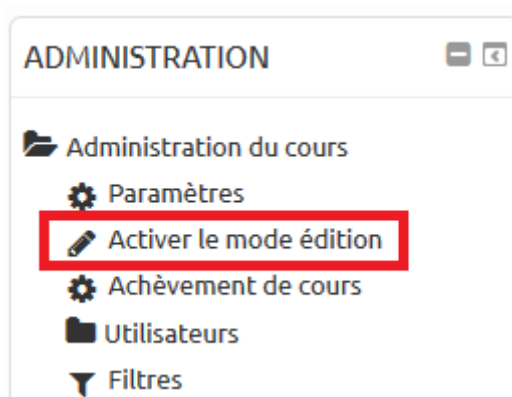 ADMINISTRATION
Administration du cours
Paramètres
Activer le mode édition
Achèvement de cours
Utilisateurs
Filtres